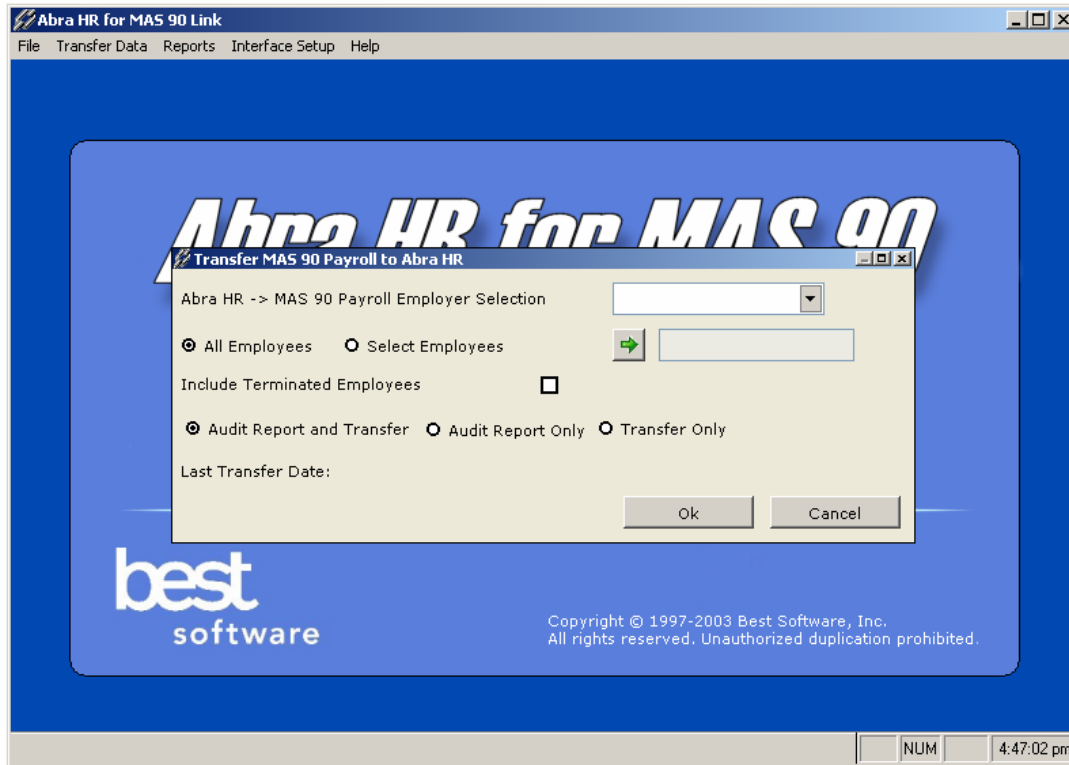 Abra HR for MAS 90 Link
File Transfer Data Reports Interface Setup Help
Abra HR for MAS 90
Transfer MAS 90 Payroll to Abra HR
Abra HR -> MAS 90 Payroll Employer Selection
All Employees Select Employees
Include Terminated Employees
Audit Report and Transfer Audit Report Only Transfer Only
Last Transfer Date:
Ok Cancel
best
software
Copyright © 1997-2003 Best Software, Inc.
All rights reserved. Unauthorized duplication prohibited.
NUM 4:47:02 pm